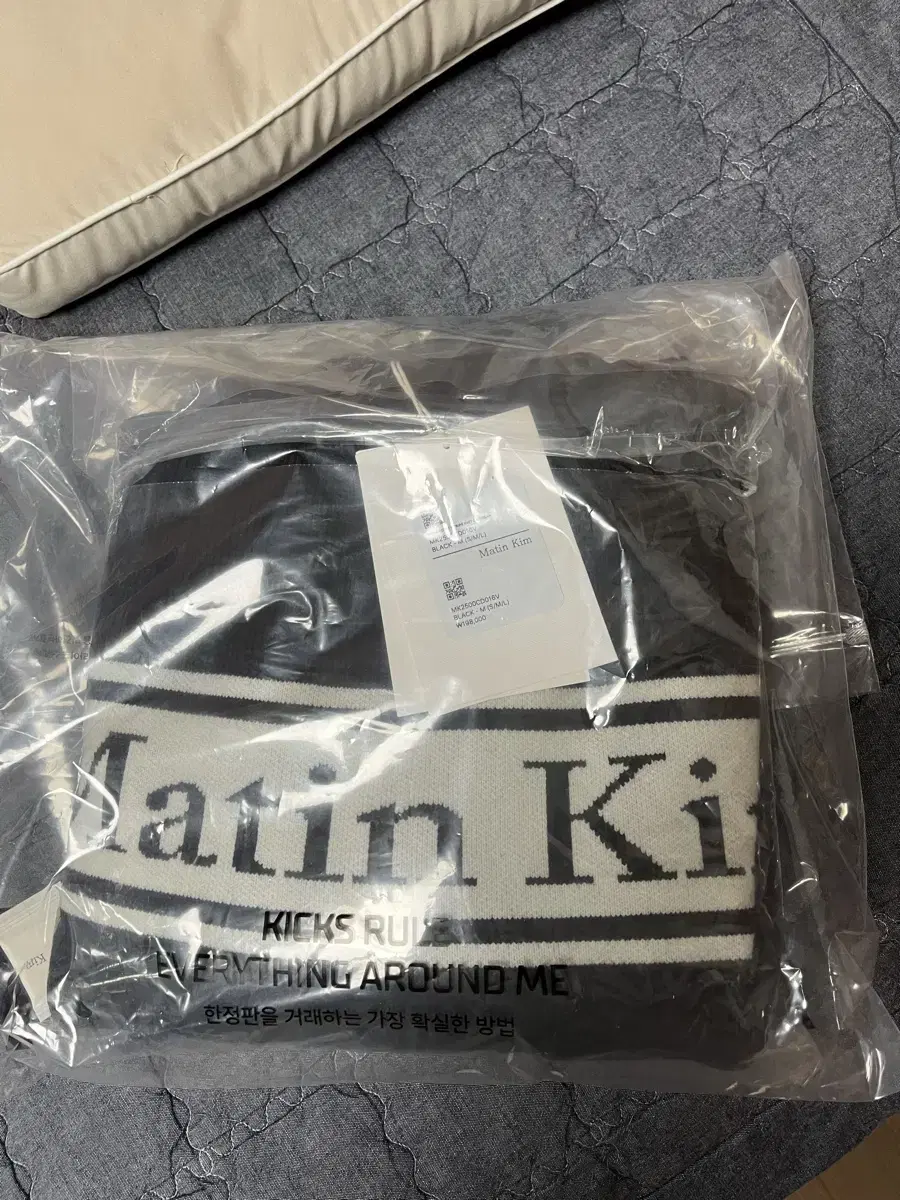 BLACK - M (S/M/L)
Matin Kim
MK2500CD016V
BLACK - M (S/M/L)
₩198,000
Matin Ki
KICKS RULE
EVERYTHING AROUND ME
한정판을 거래하는 가장 확실한 방법